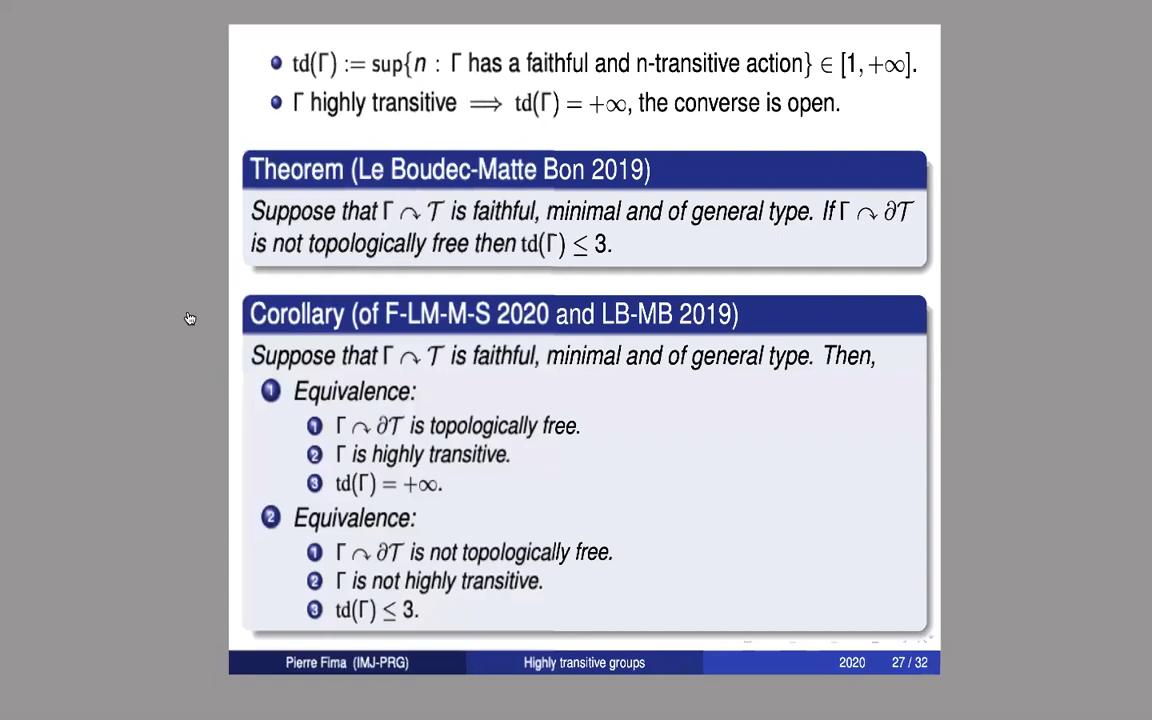 td(Γ) := sup{n : Γ has a faithful and n-transitive action} ∈ [1, +∞].
Γ highly transitive ⟹ td(Γ) = +∞, the converse is open.
Theorem (Le Boudec-Matte Bon 2019)
Suppose that Γ ↷ 𝒯 is faithful, minimal and of general type. If Γ ↷ ∂𝒯
is not topologically free then td(Γ) ≤ 3.
Corollary (of F-LM-M-S 2020 and LB-MB 2019)
Suppose that Γ ↷ 𝒯 is faithful, minimal and of general type. Then,
1 Equivalence:
1 Γ ↷ ∂𝒯 is topologically free.
2 Γ is highly transitive.
3 td(Γ) = +∞.
2 Equivalence:
1 Γ ↷ ∂𝒯 is not topologically free.
2 Γ is not highly transitive.
3 td(Γ) ≤ 3.
Pierre Fima (IMJ-PRG) Highly transitive groups 2020 27 / 32